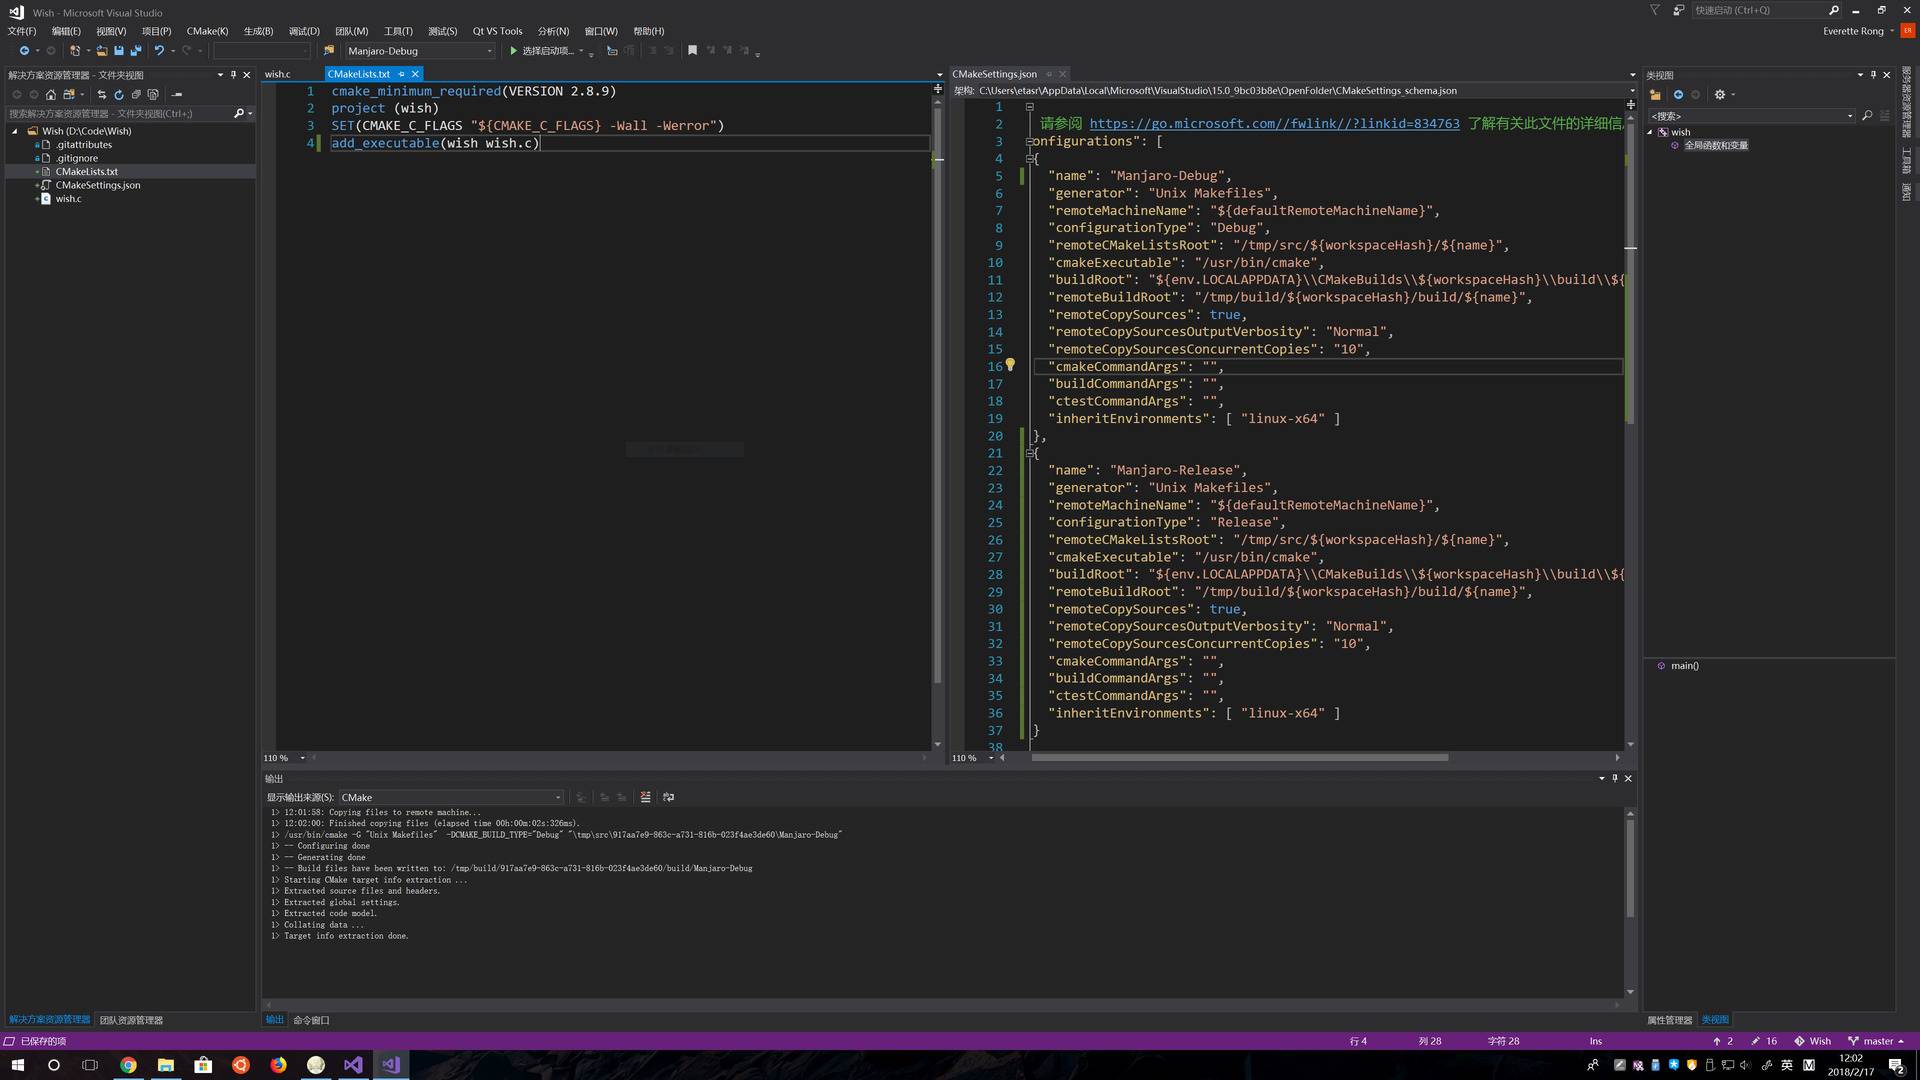 Wish - Microsoft Visual Studio
快速启动 (Ctrl+Q)
文件(F) 编辑(E) 视图(V) 项目(P) CMake(K) 生成(B) 调试(D) 团队(M) 工具(T) 测试(S) Qt VS Tools 分析(N) 窗口(W) 帮助(H)
Everette Rong ER
Manjaro-Debug 选择启动项...
解决方案资源管理器 - 文件夹视图
搜索解决方案资源管理器 - 文件夹视图(Ctrl+;)
Wish (D:\Code\Wish)
.gitattributes
.gitignore
CMakeLists.txt
CMakeSettings.json
wish.c
解决方案资源管理器 团队资源管理器
wish.c CMakeLists.txt
1 cmake_minimum_required(VERSION 2.8.9)
2 project (wish)
3 SET(CMAKE_C_FLAGS "${CMAKE_C_FLAGS} -Wall -Werror")
4 add_executable(wish wish.c)
110 %
CMakeSettings.json
架构: C:\Users\etasr\AppData\Local\Microsoft\VisualStudio\15.0_9bc03b8e\OpenFolder\CMakeSettings_schema.json
1
2 请参阅 https://go.microsoft.com//fwlink//?linkid=834763 了解有关此文件的详细信
3 onfigurations": [
4 {
5 "name": "Manjaro-Debug",
6 "generator": "Unix Makefiles",
7 "remoteMachineName": "${defaultRemoteMachineName}",
8 "configurationType": "Debug",
9 "remoteCMakeListsRoot": "/tmp/src/${workspaceHash}/${name}",
10 "cmakeExecutable": "/usr/bin/cmake",
11 "buildRoot": "${env.LOCALAPPDATA}\\CMakeBuilds\\${workspaceHash}\\build\\${
12 "remoteBuildRoot": "/tmp/build/${workspaceHash}/build/${name}",
13 "remoteCopySources": true,
14 "remoteCopySourcesOutputVerbosity": "Normal",
15 "remoteCopySourcesConcurrentCopies": "10",
16 "cmakeCommandArgs": "",
17 "buildCommandArgs": "",
18 "ctestCommandArgs": "",
19 "inheritEnvironments": [ "linux-x64" ]
20 },
21 {
22 "name": "Manjaro-Release",
23 "generator": "Unix Makefiles",
24 "remoteMachineName": "${defaultRemoteMachineName}",
25 "configurationType": "Release",
26 "remoteCMakeListsRoot": "/tmp/src/${workspaceHash}/${name}",
27 "cmakeExecutable": "/usr/bin/cmake",
28 "buildRoot": "${env.LOCALAPPDATA}\\CMakeBuilds\\${workspaceHash}\\build\\${
29 "remoteBuildRoot": "/tmp/build/${workspaceHash}/build/${name}",
30 "remoteCopySources": true,
31 "remoteCopySourcesOutputVerbosity": "Normal",
32 "remoteCopySourcesConcurrentCopies": "10",
33 "cmakeCommandArgs": "",
34 "buildCommandArgs": "",
35 "ctestCommandArgs": "",
36 "inheritEnvironments": [ "linux-x64" ]
37 }
38
110 %
类视图
<搜索>
wish
全局函数和变量
main()
属性管理器 类视图
服务器资源管理器
工具箱
通知
输出
显示输出来源(S): CMake
1> 12:01:58: Copying files to remote machine...
1> 12:02:00: Finished copying files (elapsed time 00h:00m:02s:326ms).
1> /usr/bin/cmake -G "Unix Makefiles" -DCMAKE_BUILD_TYPE="Debug" "\tmp\src\917aa7e9-863c-a731-816b-023f4ae3de60\Manjaro-Debug"
1> -- Configuring done
1> -- Generating done
1> -- Build files have been written to: /tmp/build/917aa7e9-863c-a731-816b-023f4ae3de60/build/Manjaro-Debug
1> Starting CMake target info extraction ...
1> Extracted source files and headers.
1> Extracted global settings.
1> Extracted code model.
1> Collating data ...
1> Target info extraction done.
输出 命令窗口
已保存的项 行 4 列 28 字符 28 Ins 2 16 Wish master
英 M 12:02
2018/2/17 2